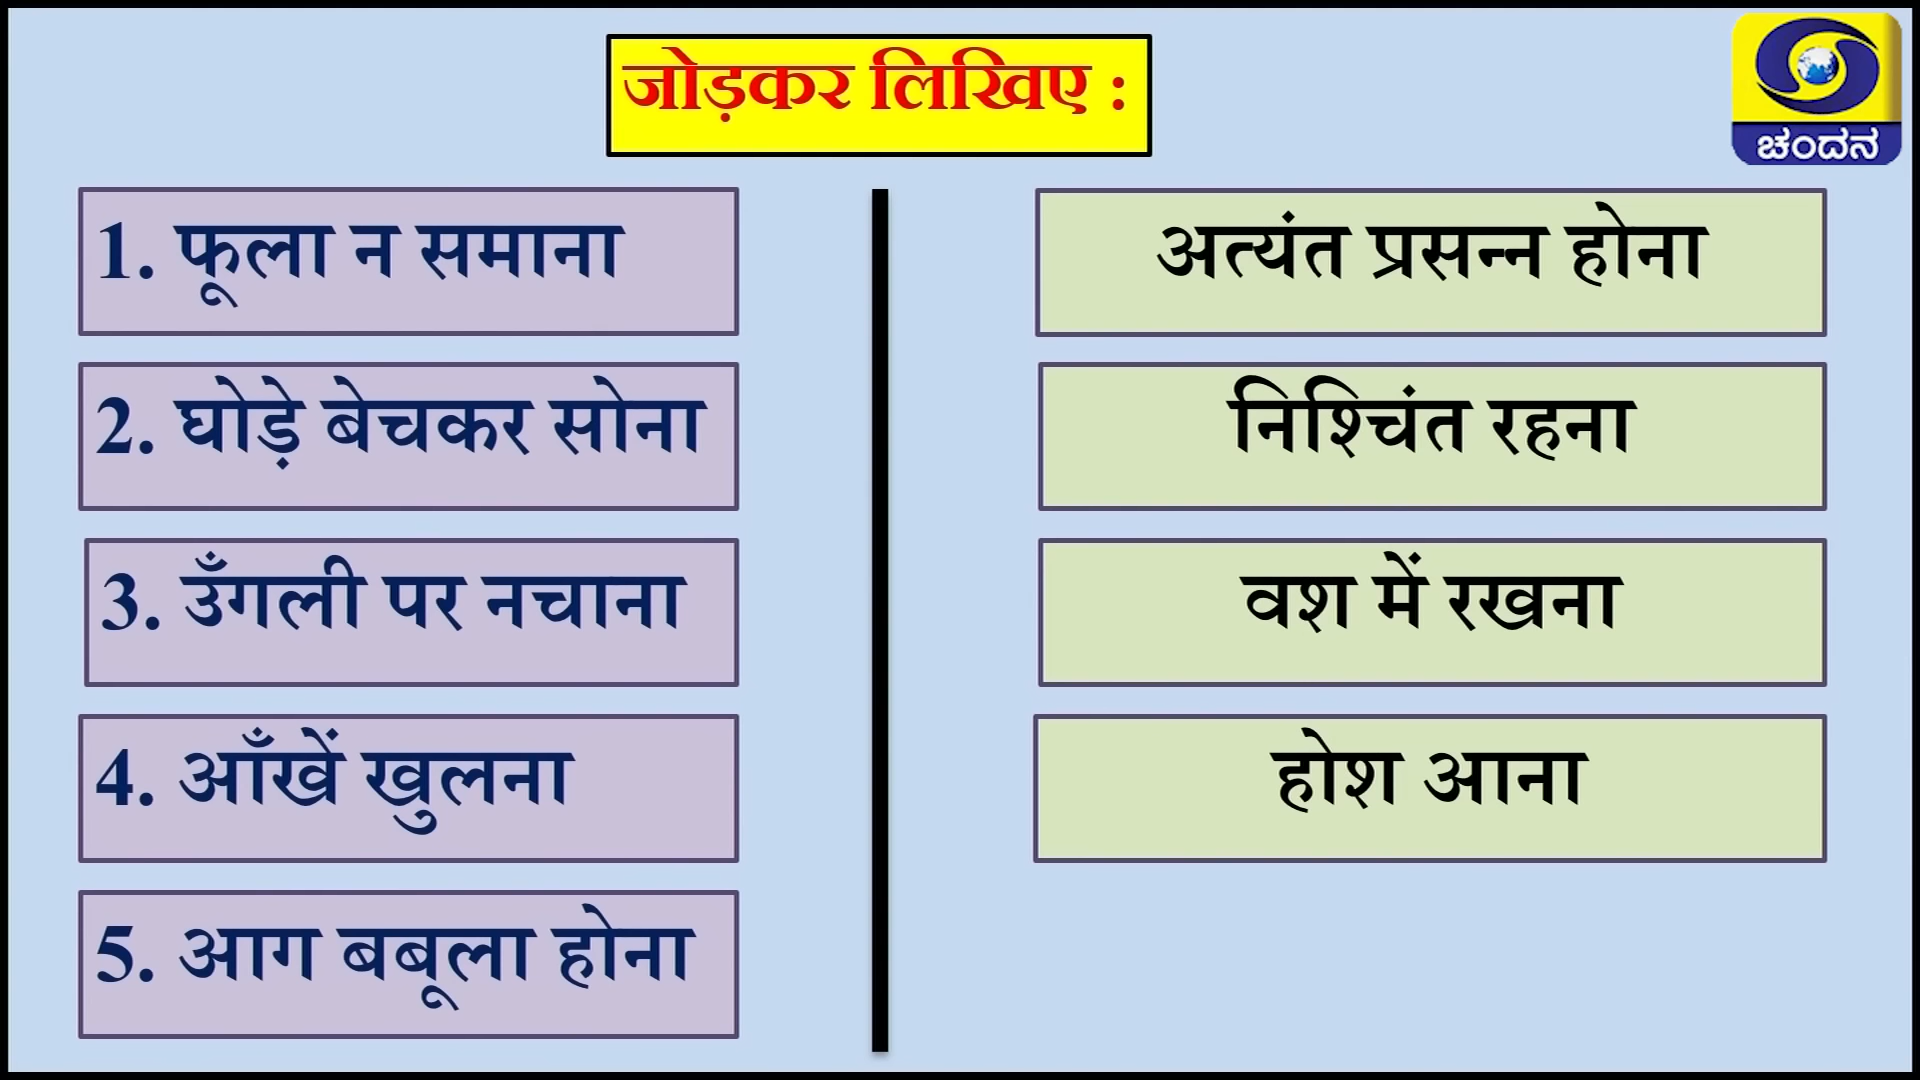 जोड़कर लिखिए :
ಚಂದನ
1. फूला न समाना
अत्यंत प्रसन्न होना
2. घोड़े बेचकर सोना
निश्चिंत रहना
3. उँगली पर नचाना
वश में रखना
4. आँखें खुलना
होश आना
5. आग बबूला होना